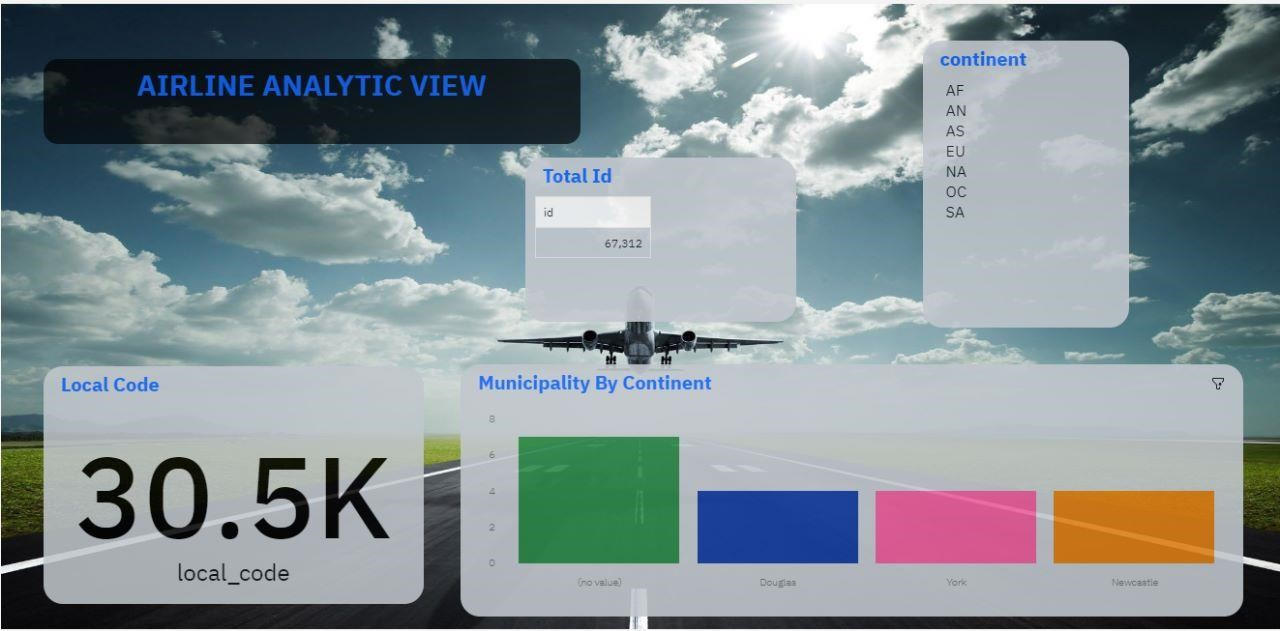 AIRLINE ANALYTIC VIEW
continent
AF
AN
AS
EU
NA
OC
SA
Total Id
id
67,312
Local Code
30.5K
local_code
Municipality By Continent
8
6
4
2
0
(no value) Douglas York Newcastle